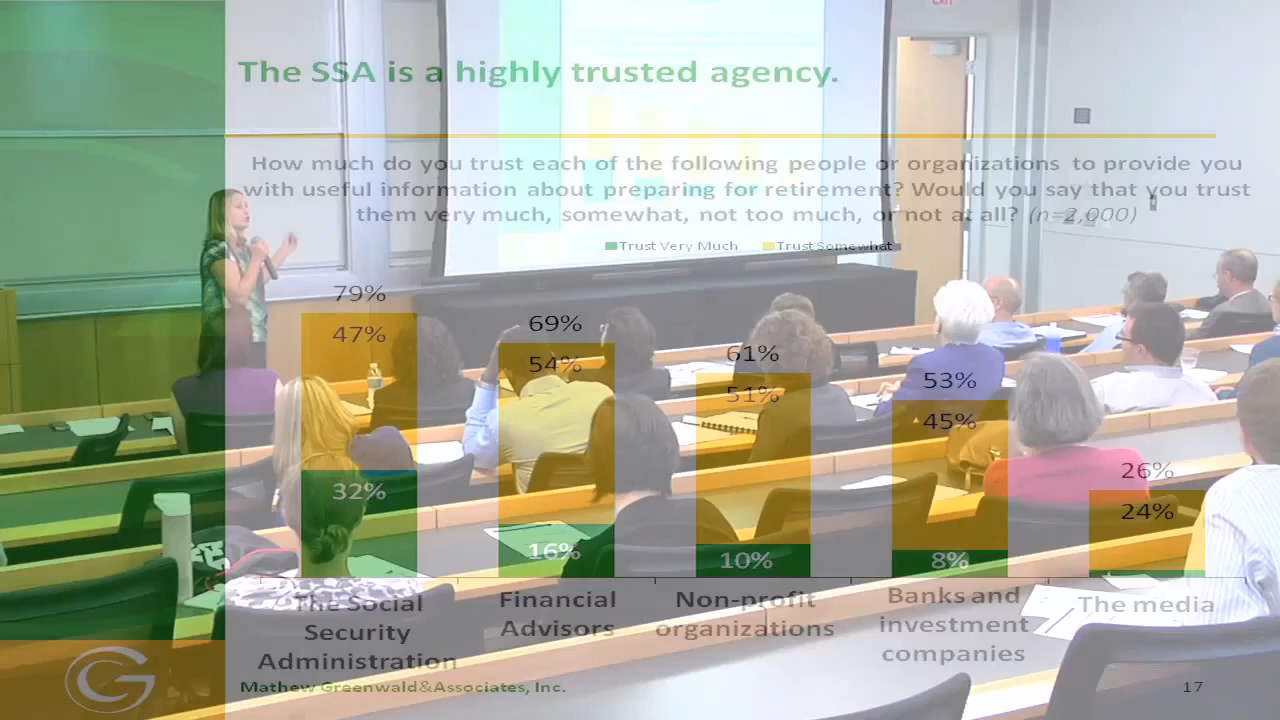 EXIT
The SSA is a highly trusted agency.
How much do you trust each of the following people or organizations to provide you
with useful information about preparing for retirement? Would you say that you trust
them very much, somewhat, not too much, or not at all? (n=2,000)
Trust Very Much Trust Somewhat
79%
47%
32%
69%
54%
16%
61%
51%
10%
53%
45%
8%
26%
24%
The Social
Security
Administration
Financial
Advisors
Non-profit
organizations
Banks and
investment
companies
The media
G
Mathew Greenwald&Associates, Inc.
17